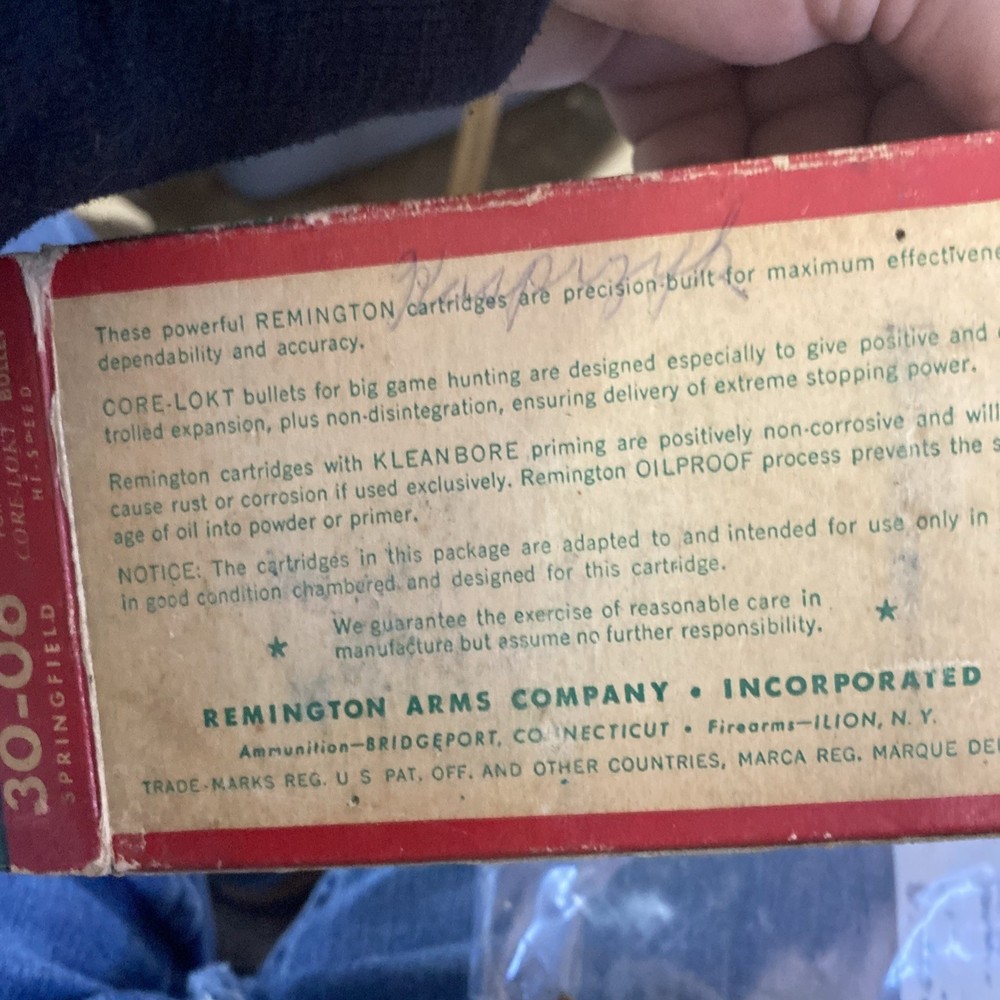 Kasprzyk
These powerful REMINGTON cartridges are precision-built for maximum effectivene
dependability and accuracy.
CORE-LOKT bullets for big game hunting are designed especially to give positive and
trolled expansion, plus non-disintegration, ensuring delivery of extreme stopping power.
Remington cartridges with KLEANBORE priming are positively non-corrosive and will
cause rust or corrosion if used exclusively. Remington OILPROOF process prevents the s
age of oil into powder or primer.
NOTICE: The cartridges in this package are adapted to and intended for use only in
in good condition chambered and designed for this cartridge.
★ We guarantee the exercise of reasonable care in ★
manufacture but assume no further responsibility.
REMINGTON ARMS COMPANY • INCORPORATED
Ammunition—BRIDGEPORT, CONNECTICUT • Firearms—ILION, N. Y.
TRADE-MARKS REG. U S PAT. OFF. AND OTHER COUNTRIES, MARCA REG. MARQUE DE
30-06
SPRINGFIELD
CORE-LOKT BULLET
HI-SPEED